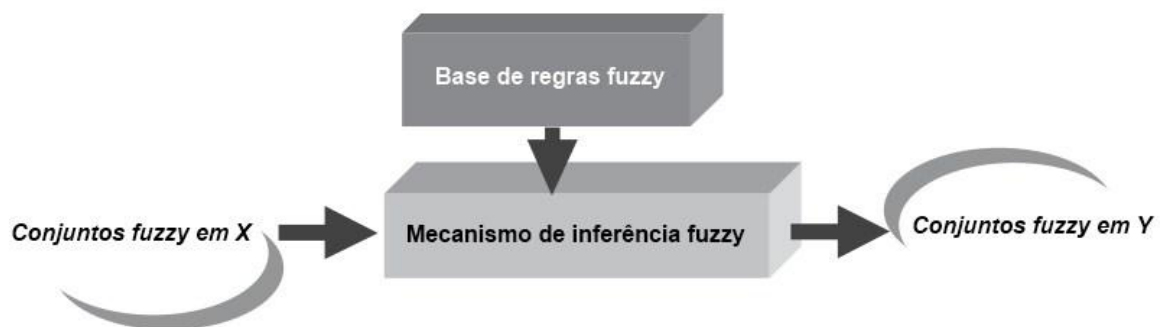 Base de regras fuzzy
Conjuntos fuzzy em X
Mecanismo de inferência fuzzy
Conjuntos fuzzy em Y